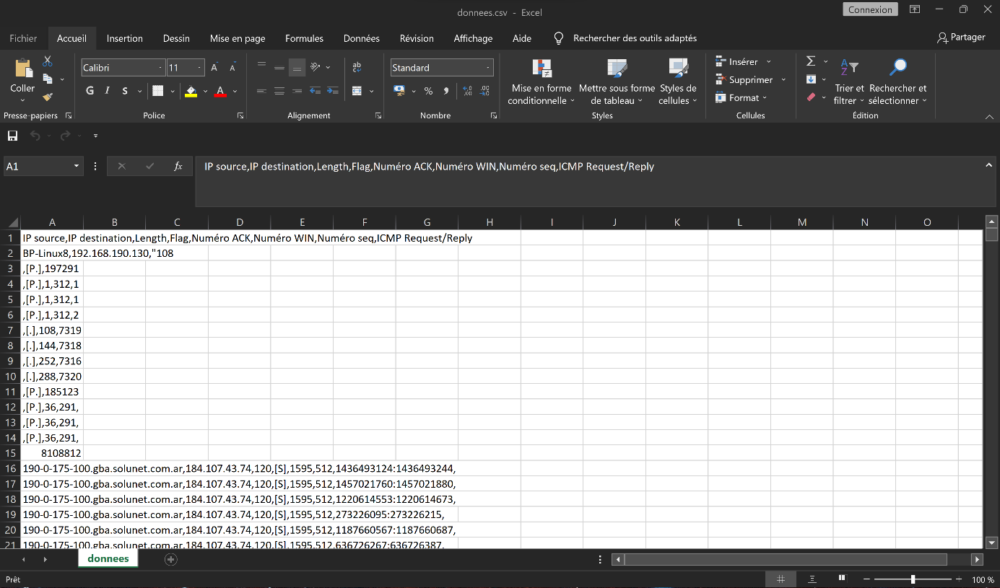 donnees.csv - Excel
Connexion
Fichier Accueil Insertion Dessin Mise en page Formules Données Révision Affichage Aide Rechercher des outils adaptés Partager
Coller
Calibri 11
G I S
ab
Standard
% 
Mise en forme conditionnelle
Mettre sous forme de tableau
Styles de cellules
Insérer
Supprimer
Format
Trier et filtrer
Rechercher et sélectionner
Presse-papiers Police Alignement Nombre Styles Cellules Édition
A1 fx IP source,IP destination,Length,Flag,Numéro ACK,Numéro WIN,Numéro seq,ICMP Request/Reply
A B C D E F G H I J K L M N O
1 IP source,IP destination,Length,Flag,Numéro ACK,Numéro WIN,Numéro seq,ICMP Request/Reply
2 BP-Linux8,192.168.190.130,"108
3 ,[P.],197291
4 ,[P.],1,312,1
5 ,[P.],1,312,1
6 ,[P.],1,312,2
7 ,[.],108,7319
8 ,[.],144,7318
9 ,[.],252,7316
10 ,[.],288,7320
11 ,[P.],185123
12 ,[P.],36,291,
13 ,[P.],36,291,
14 ,[P.],36,291,
15 8108812
16 190-0-175-100.gba.solunet.com.ar,184.107.43.74,120,[S],1595,512,1436493124:1436493244,
17 190-0-175-100.gba.solunet.com.ar,184.107.43.74,120,[S],1595,512,1457021760:1457021880,
18 190-0-175-100.gba.solunet.com.ar,184.107.43.74,120,[S],1595,512,1220614553:1220614673,
19 190-0-175-100.gba.solunet.com.ar,184.107.43.74,120,[S],1595,512,273226095:273226215,
20 190-0-175-100.gba.solunet.com.ar,184.107.43.74,120,[S],1595,512,1187660567:1187660687,
21 190-0-175-100.gba.solunet.com.ar,184.107.43.74,120,[S],1595,512,636726267:636726387,
donnees
Prêt
100 %